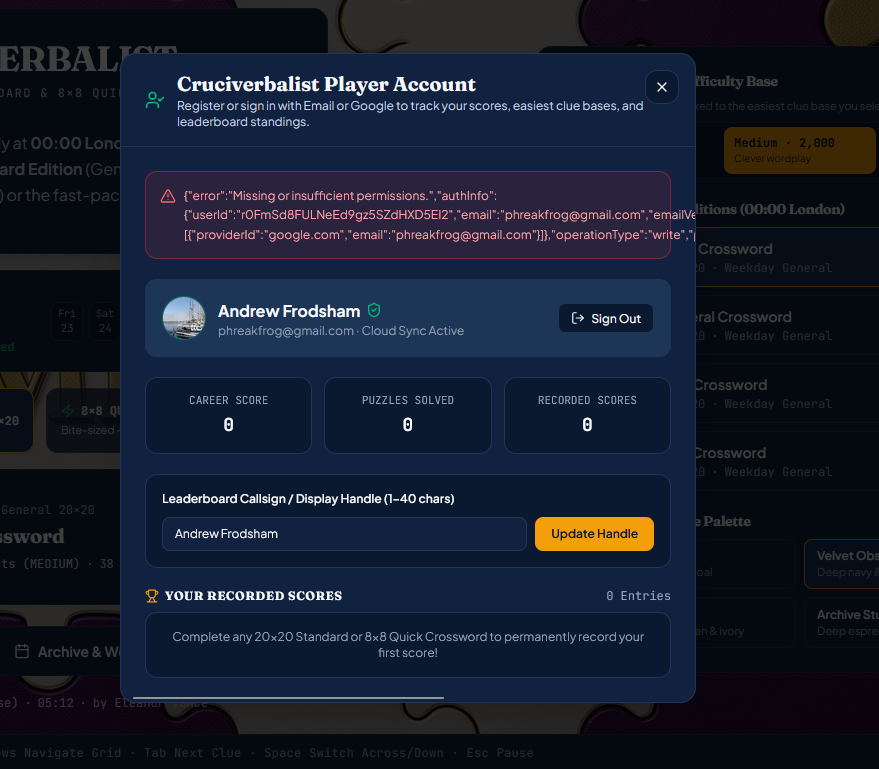 ERBALIST
Cruciverbalist Player Account
Register or sign in with Email or Google to track your scores, easiest clue bases, and
leaderboard standings.
OARD & 8×8 QUI
fficulty Base
ked to the easiest clue base you sele
y at 00:00 Lond
ard Edition (Gen
) or the fast-pac
Medium · 2,000
Clever wordplay
{"error":"Missing or insufficient permissions.","authInfo":
{"userId":"r0FmSd8FULNeEd9gz5SZdHXD5EI2","email":"phreakfrog@gmail.com","emailVe
[{"providerId":"google.com","email":"phreakfrog@gmail.com"}]},"operationType":"write","p
ditions (00:00 London)
Crossword
20 · Weekday General
Fri
23
Sat
24
ed
Andrew Frodsham
phreakfrog@gmail.com · Cloud Sync Active
Sign Out
eral Crossword
20 · Weekday General
×20
8×8 QU
Bite-sized
CAREER SCORE
0
PUZZLES SOLVED
0
RECORDED SCORES
0
Crossword
20 · Weekday General
Crossword
20 · Weekday General
General 20×20
ssword
ts (MEDIUM) · 38
Leaderboard Callsign / Display Handle (1–40 chars)
Andrew Frodsham
Update Handle
e Palette
oal
Velvet Obs
Deep navy &
YOUR RECORDED SCORES
0 Entries
en & ivory
Archive Stu
Deep espre
Complete any 20×20 Standard or 8×8 Quick Crossword to permanently record your
first score!
Archive & W
se) · 05:12 · by Eleanor
ws Navigate Grid · Tab Next Clue · Space Switch Across/Down · Esc Pause